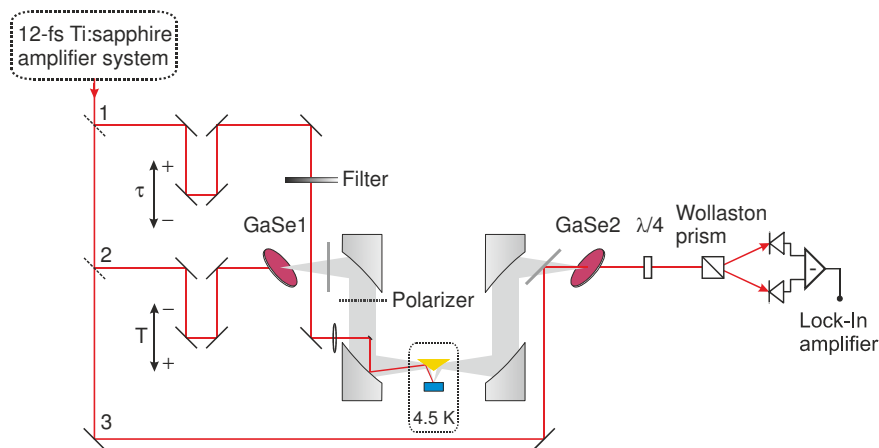 12-fs Ti:sapphire
amplifier system
1
+
τ
−
Filter
2
GaSe1
GaSe2
λ/4
Wollaston
prism
−
T
+
Polarizer
-
Lock-In
amplifier
4.5 K
3